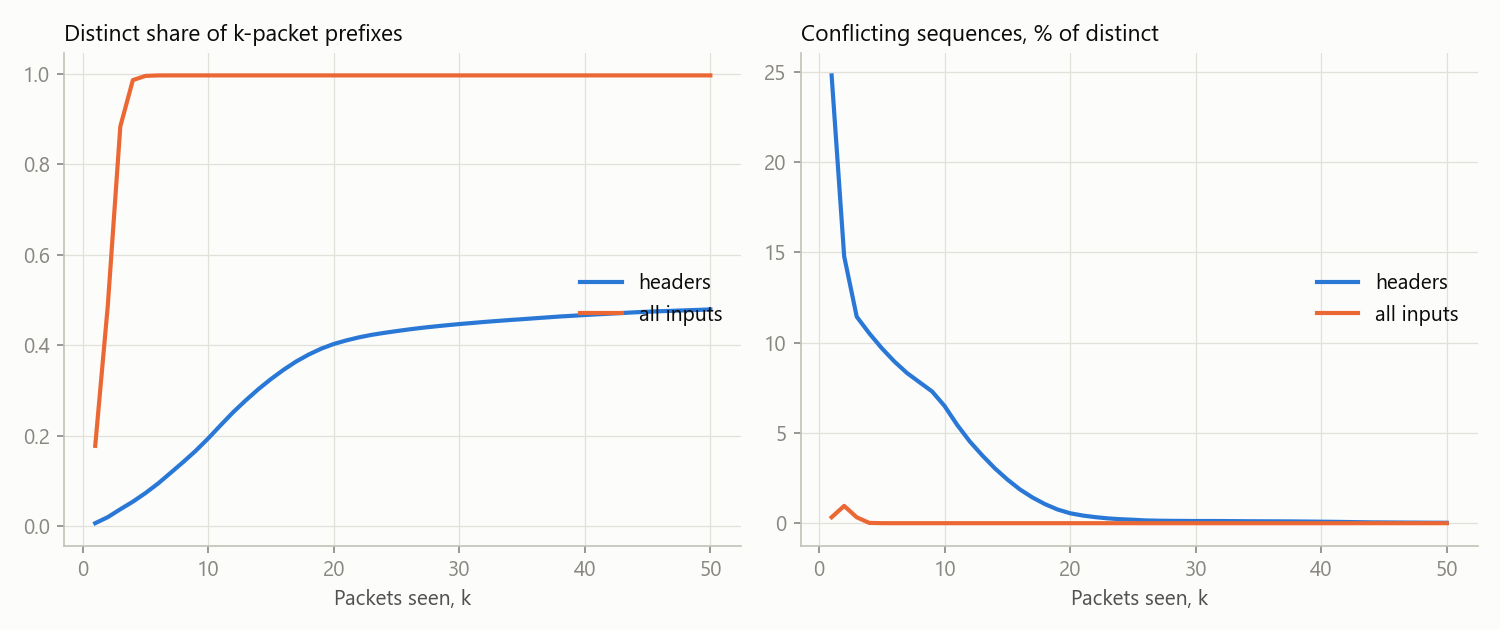 Distinct share of k-packet prefixes
1.0
0.8
0.6
0.4
0.2
0.0
0 10 20 30 40 50
Packets seen, k
headers
all inputs
Conflicting sequences, % of distinct
25
20
15
10
5
0
0 10 20 30 40 50
Packets seen, k
headers
all inputs